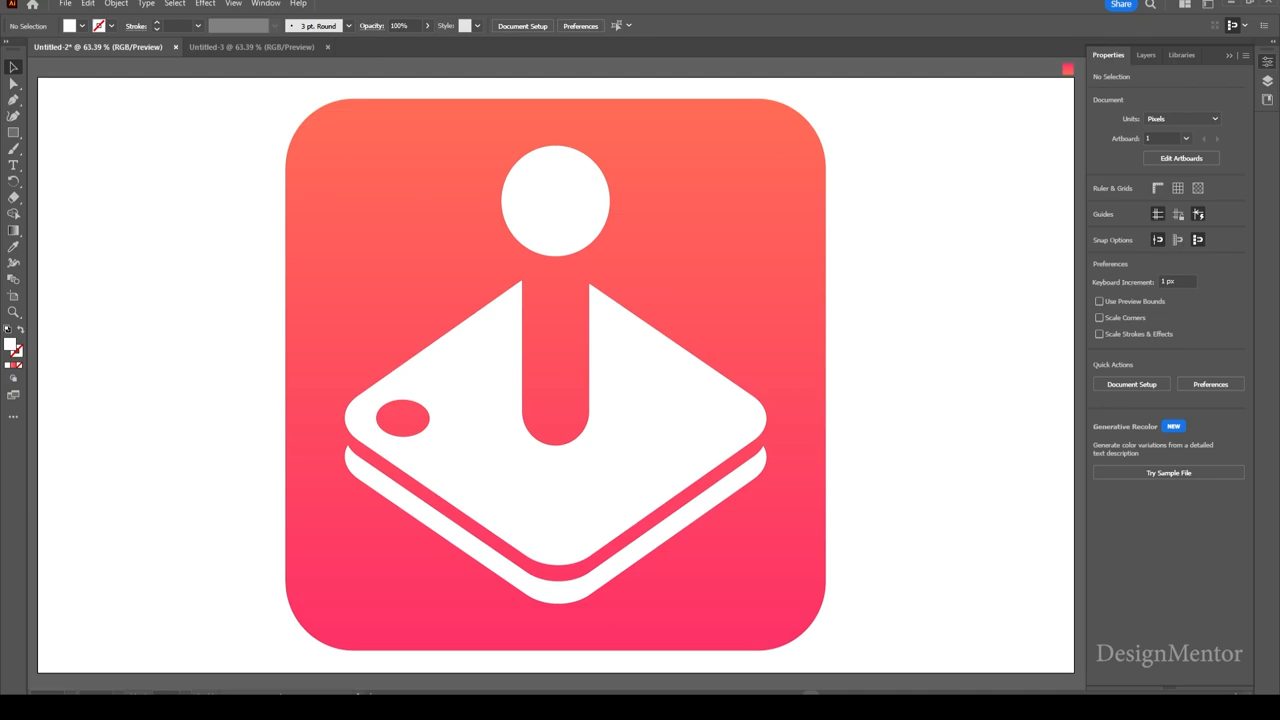 Ai File Edit Object Type Select Effect View Window Help Share
No Selection Stroke: 3 pt. Round Opacity: 100% Style: Document Setup Preferences
Untitled-2* @ 63.39 % (RGB/Preview) × Untitled-3 @ 63.39 % (RGB/Preview) ×
Properties Layers Libraries
No Selection
Document
Units: Pixels
Artboard: 1
Edit Artboards
Ruler & Grids
Guides
Snap Options
Preferences
Keyboard Increment: 1 px
Use Preview Bounds
Scale Corners
Scale Strokes & Effects
Quick Actions
Document Setup Preferences
Generative Recolor NEW
Generate color variations from a detailed
text description
Try Sample File
DesignMentor